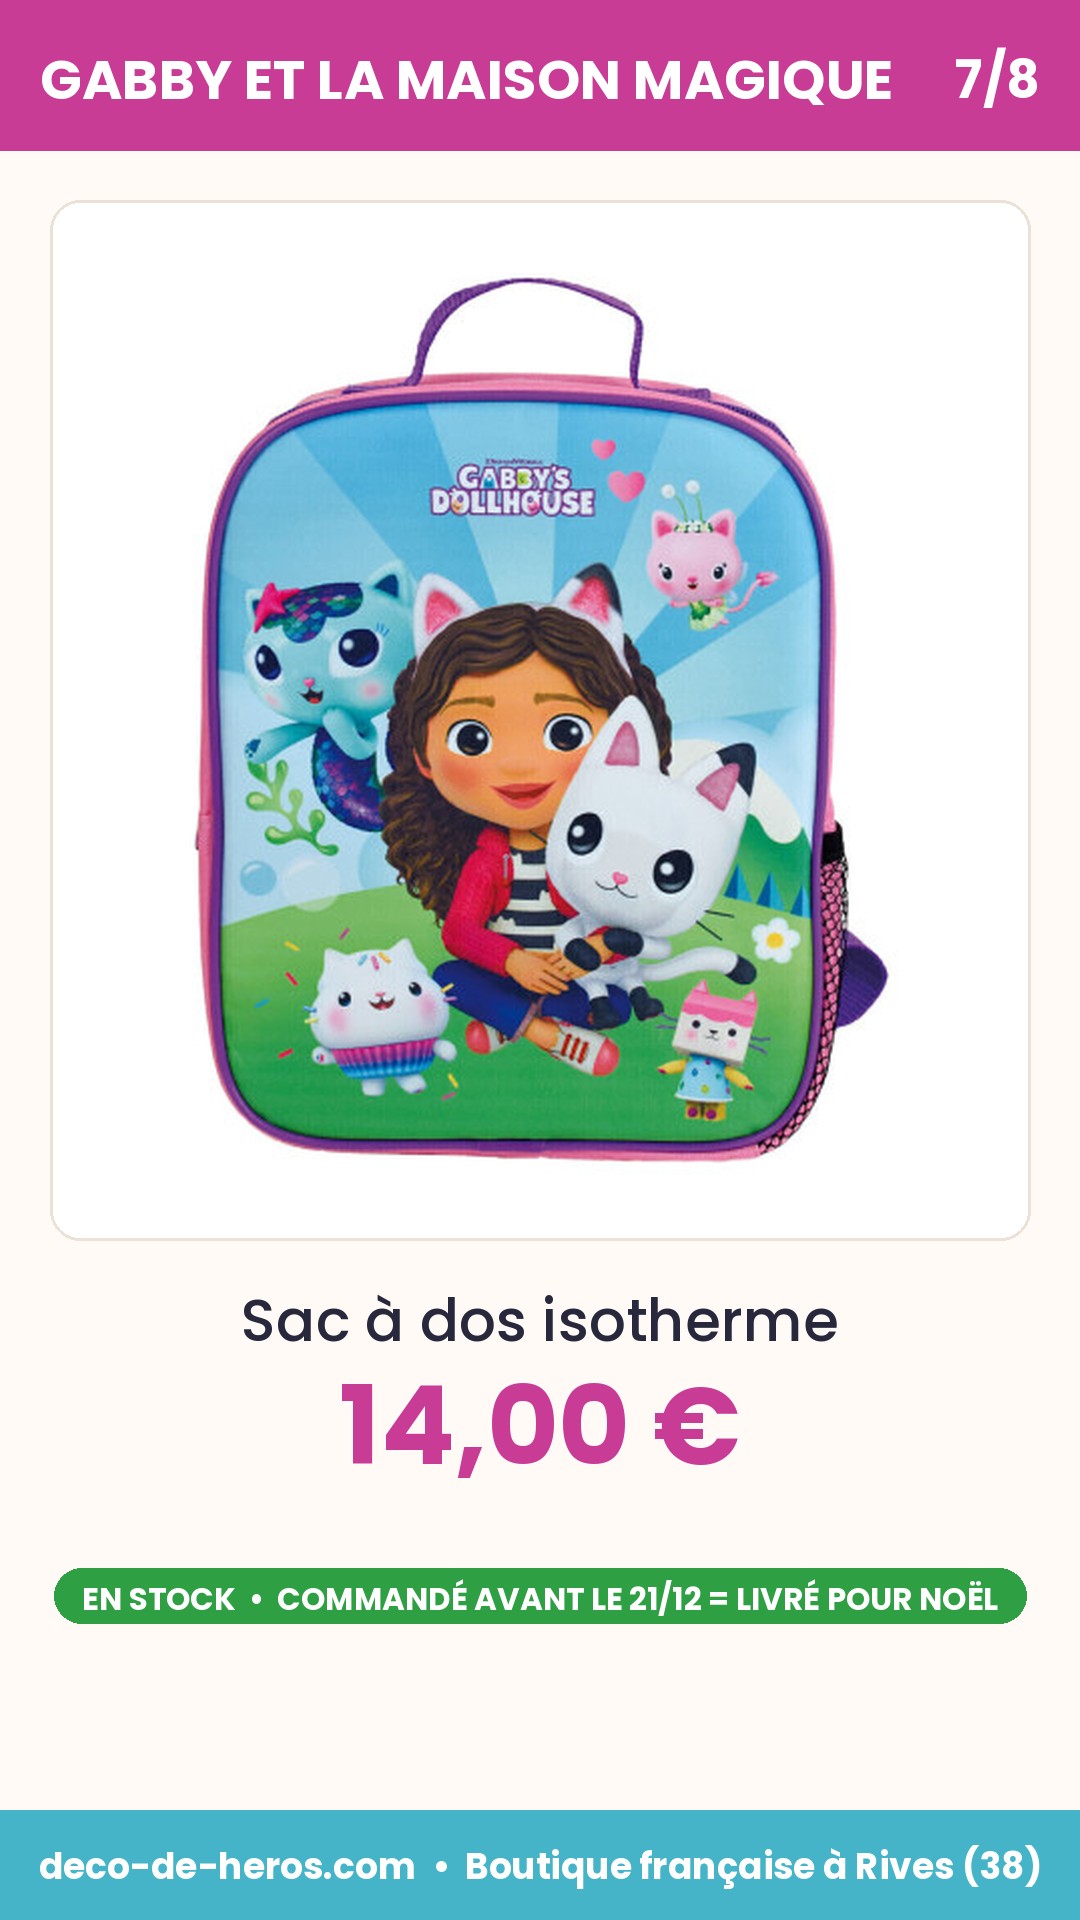 GABBY ET LA MAISON MAGIQUE 7/8
DreamWorks
GABBY'S
DOLLHOUSE
Sac à dos isotherme
14,00 €
EN STOCK • COMMANDÉ AVANT LE 21/12 = LIVRÉ POUR NOËL
deco-de-heros.com • Boutique française à Rives (38)